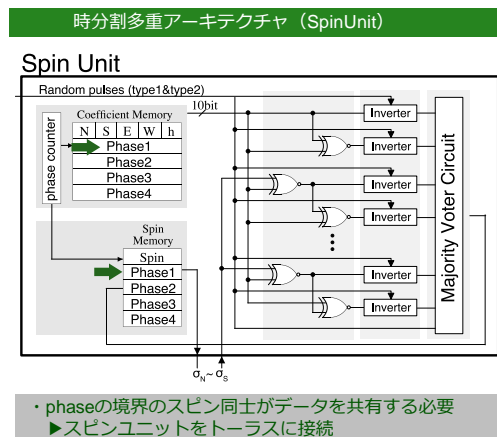 時分割多重アーキテクチャ（SpinUnit）
Spin Unit
Random pulses (type1&type2)
10bit
Coefficient Memory
N S E W h
Phase1
Phase2
Phase3
Phase4
phase counter
Spin
Memory
Spin
Phase1
Phase2
Phase3
Phase4
Inverter
Inverter
Inverter
Inverter
Inverter
Inverter
Majority Voter Circuit
σN~ σS
・phaseの境界のスピン同士がデータを共有する必要
▶スピンユニットをトーラスに接続